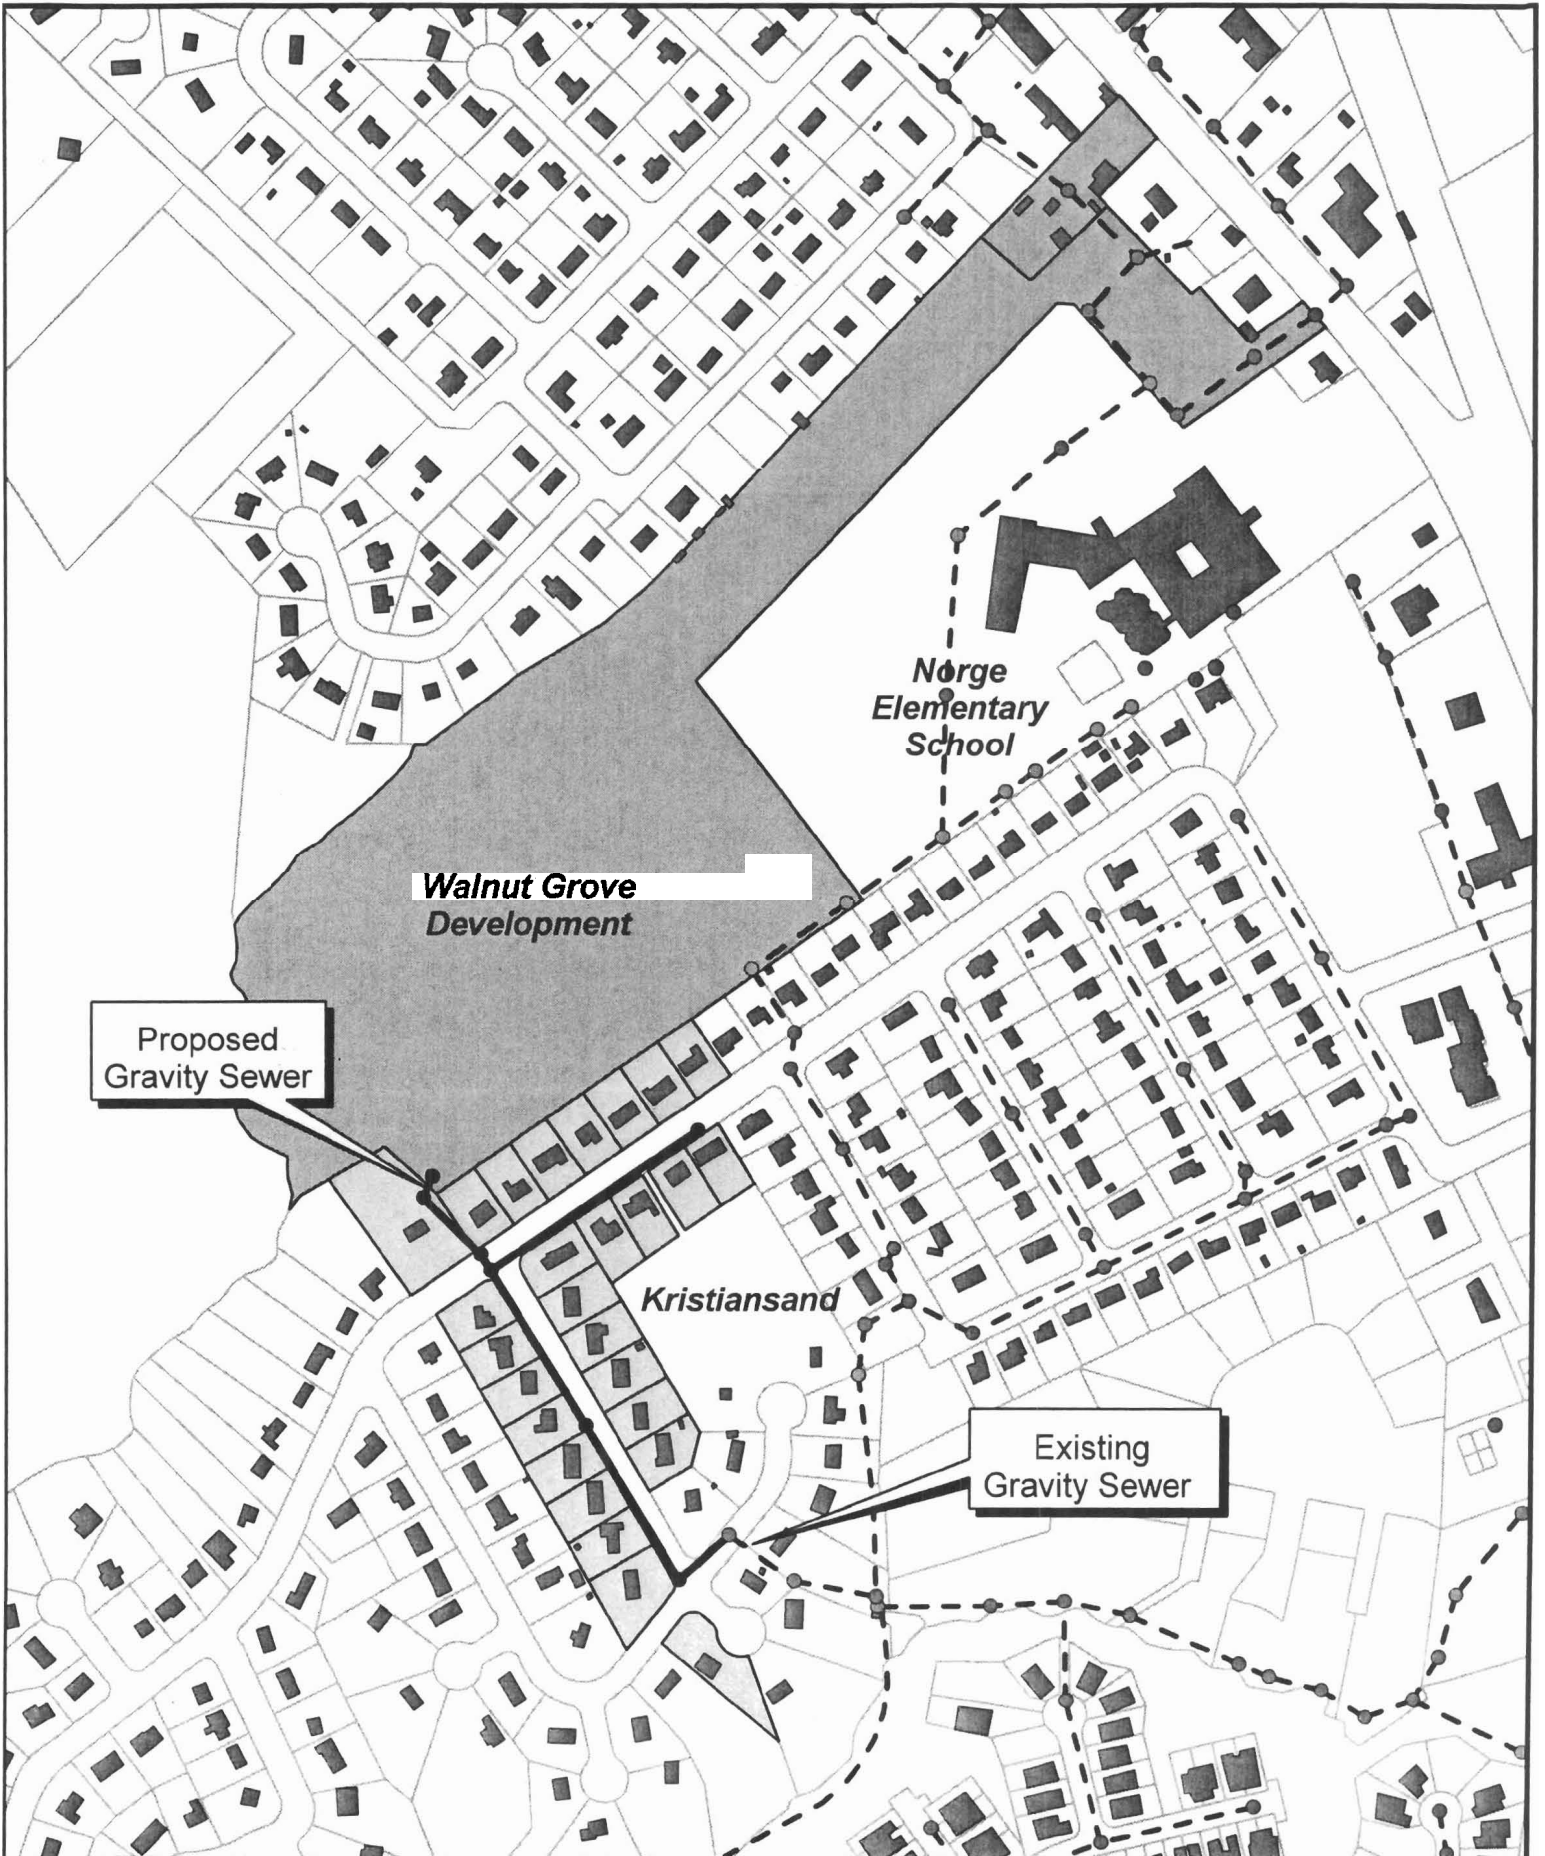 Norge
Elementary
School
Walnut Grove
Development
Proposed
Gravity Sewer
Kristiansand
Existing
Gravity Sewer